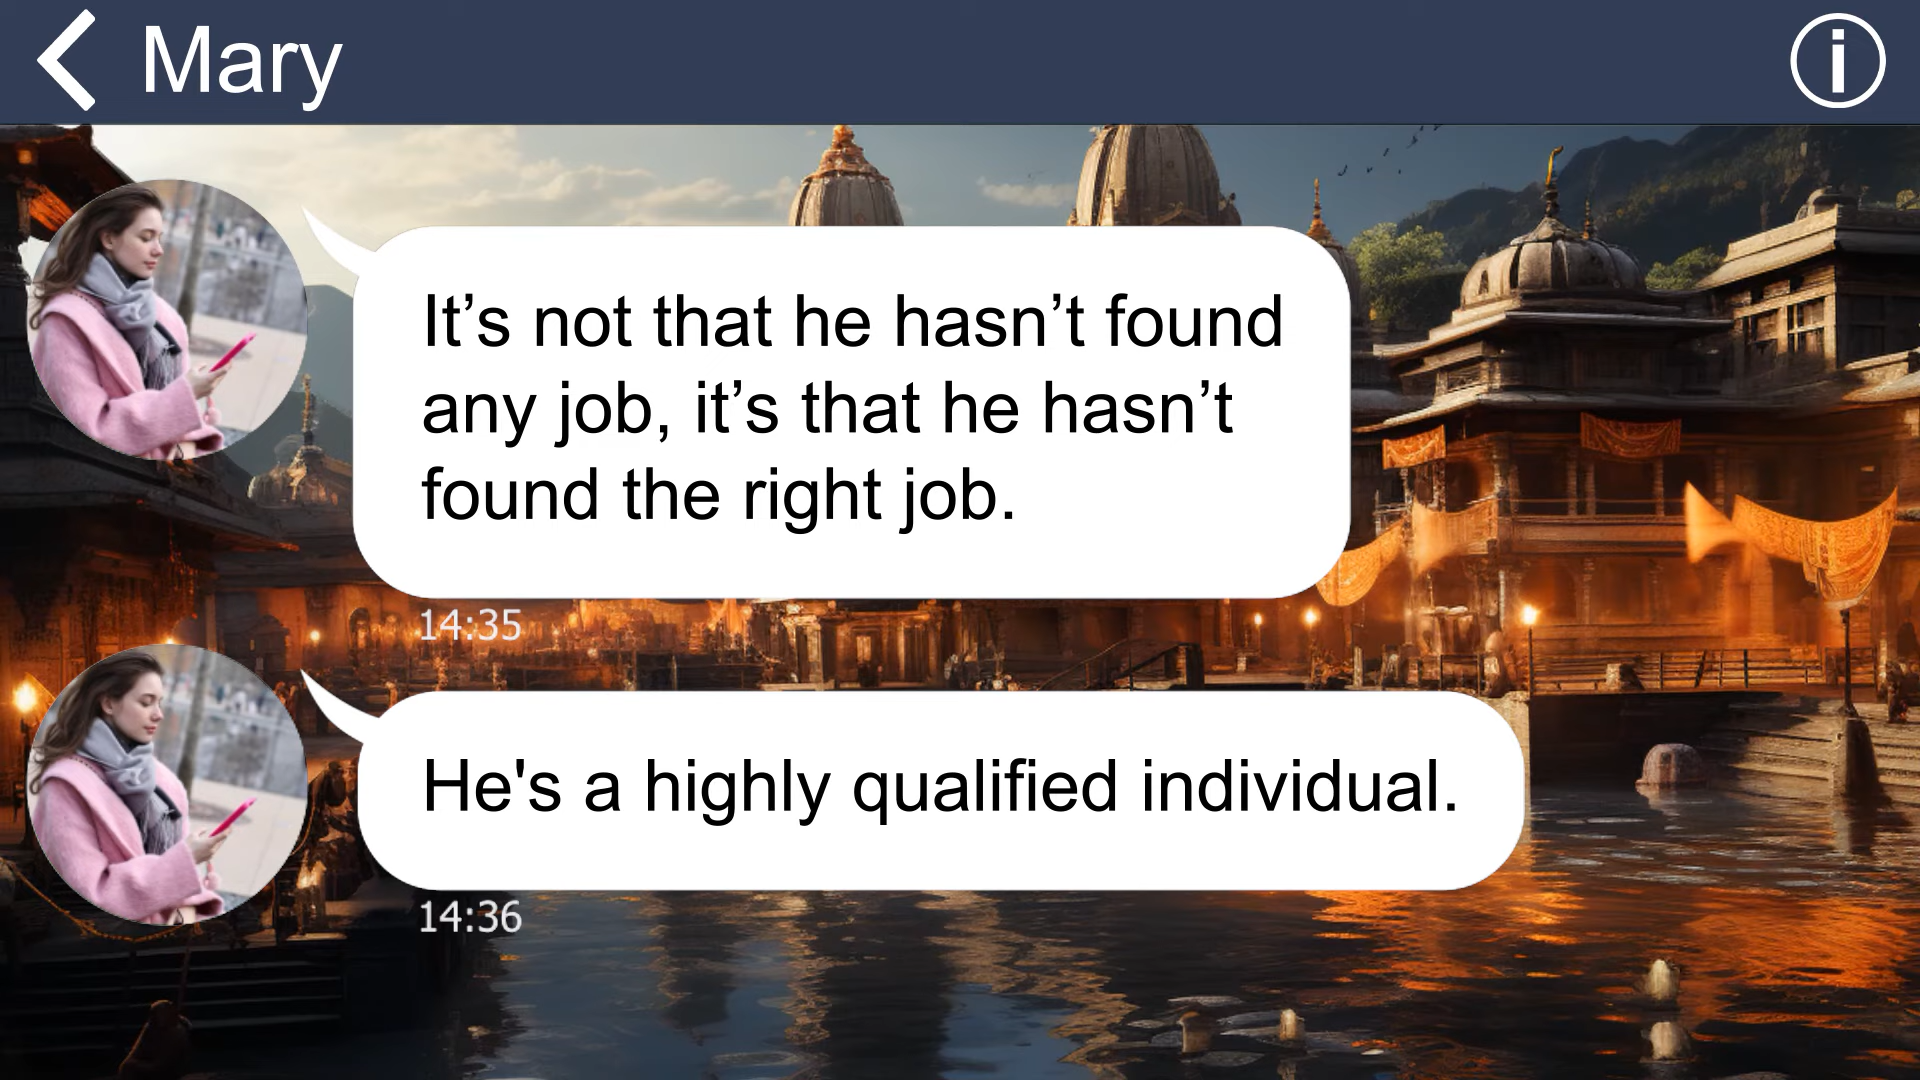 Mary
It’s not that he hasn’t found
any job, it’s that he hasn’t
found the right job.
14:35
He's a highly qualified individual.
14:36